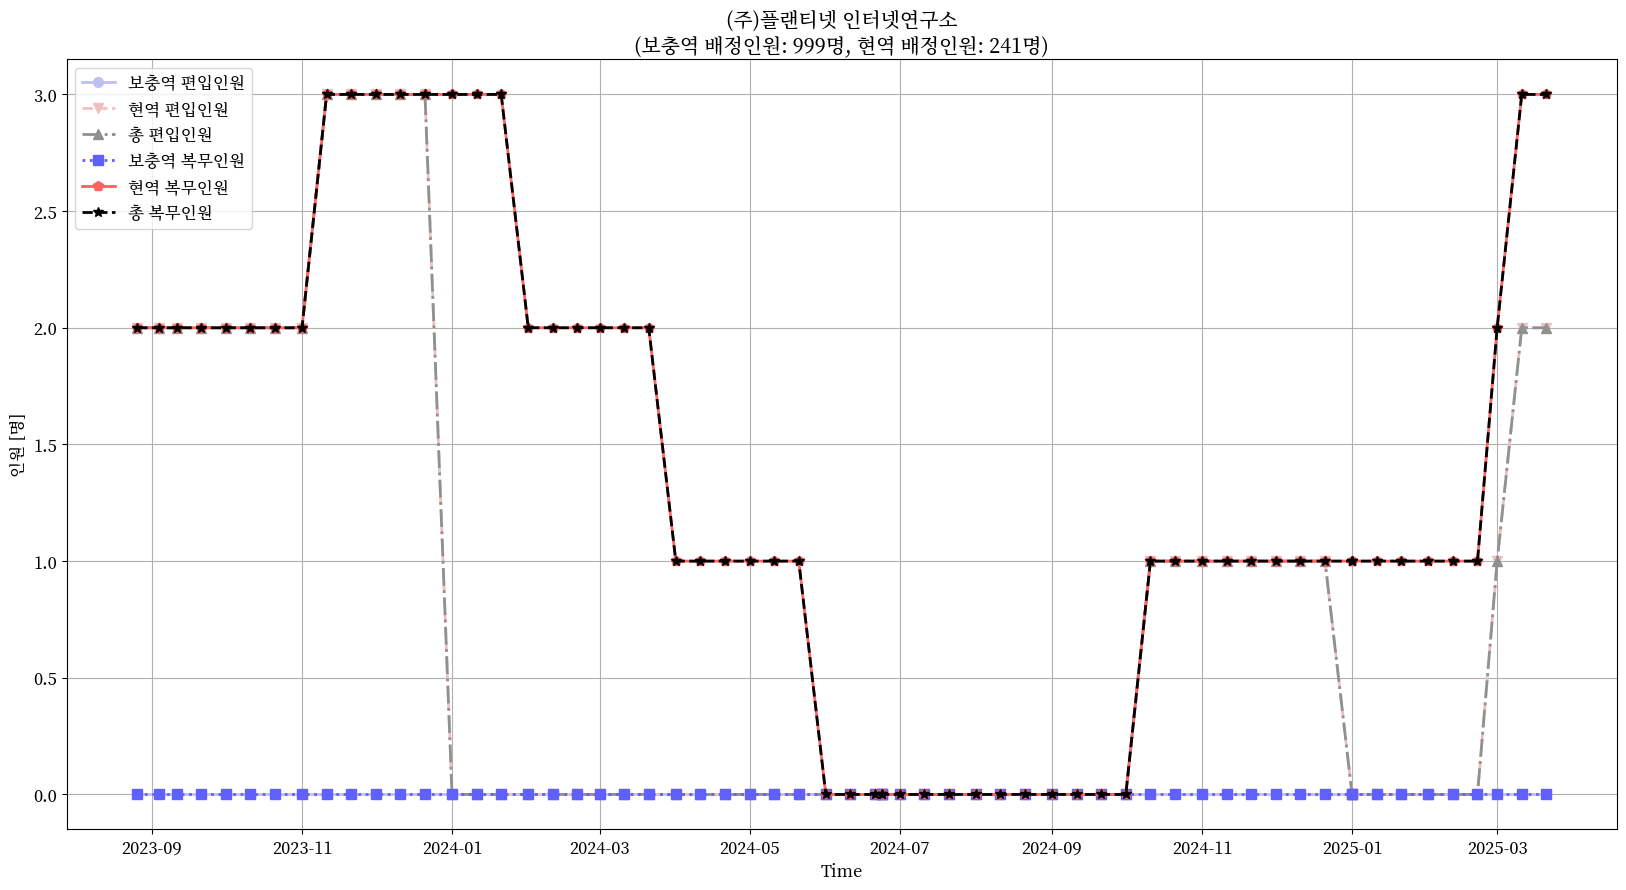 (주)플랜티넷 인터넷연구소
(보충역 배정인원: 999명, 현역 배정인원: 241명)
보충역 편입인원
현역 편입인원
총 편입인원
보충역 복무인원
현역 복무인원
총 복무인원
3.0
2.5
2.0
1.5
1.0
0.5
0.0
인원 [명]
2023-09 2023-11 2024-01 2024-03 2024-05 2024-07 2024-09 2024-11 2025-01 2025-03
Time